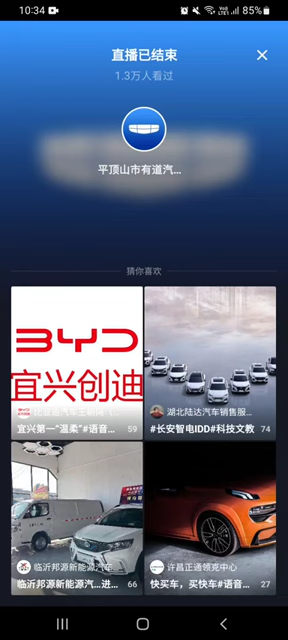 10:34
85%
直播已结束
1.3万人看过
平顶山市有道汽...
猜你喜欢
BYD
宜兴创迪
宜兴第一“温柔”#语音...
59
湖北陆达汽车销售服...
#长安智电IDD#科技文教
74
临沂邦源新能源汽车
临沂邦源新能源汽...进...
66
许昌正通领克中心
快买车，买快车#语音...
27